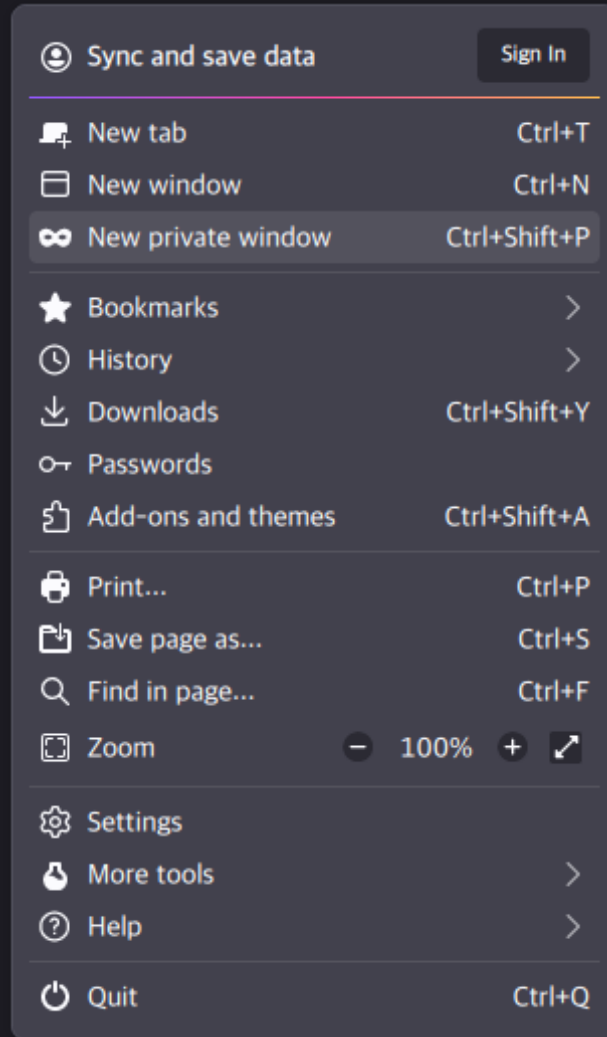 Sync and save data Sign In
New tab Ctrl+T
New window Ctrl+N
New private window Ctrl+Shift+P
Bookmarks
History
Downloads Ctrl+Shift+Y
Passwords
Add-ons and themes Ctrl+Shift+A
Print... Ctrl+P
Save page as... Ctrl+S
Find in page... Ctrl+F
Zoom − 100% +
Settings
More tools
Help
Quit Ctrl+Q